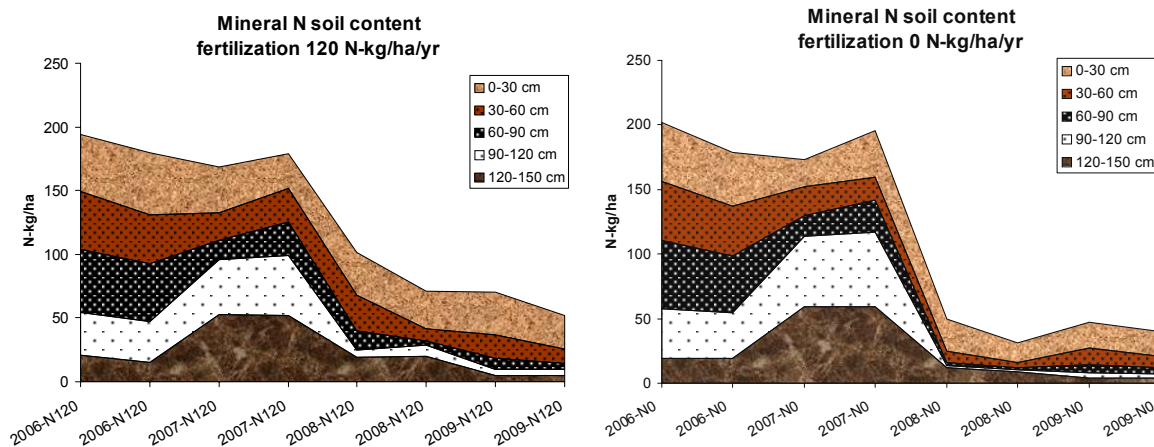 Mineral N soil content
fertilization 120 N-kg/ha/yr
250
200
150
100
50
0
N-kg/ha
0-30 cm
30-60 cm
60-90 cm
90-120 cm
120-150 cm
2006-N120
2006-N120
2007-N120
2007-N120
2008-N120
2008-N120
2009-N120
2009-N120
Mineral N soil content
fertilization 0 N-kg/ha/yr
250
200
150
100
50
0
N-kg/ha
0-30 cm
30-60 cm
60-90 cm
90-120 cm
120-150 cm
2006-N0
2006-N0
2007-N0
2007-N0
2008-N0
2008-N0
2009-N0
2009-N0